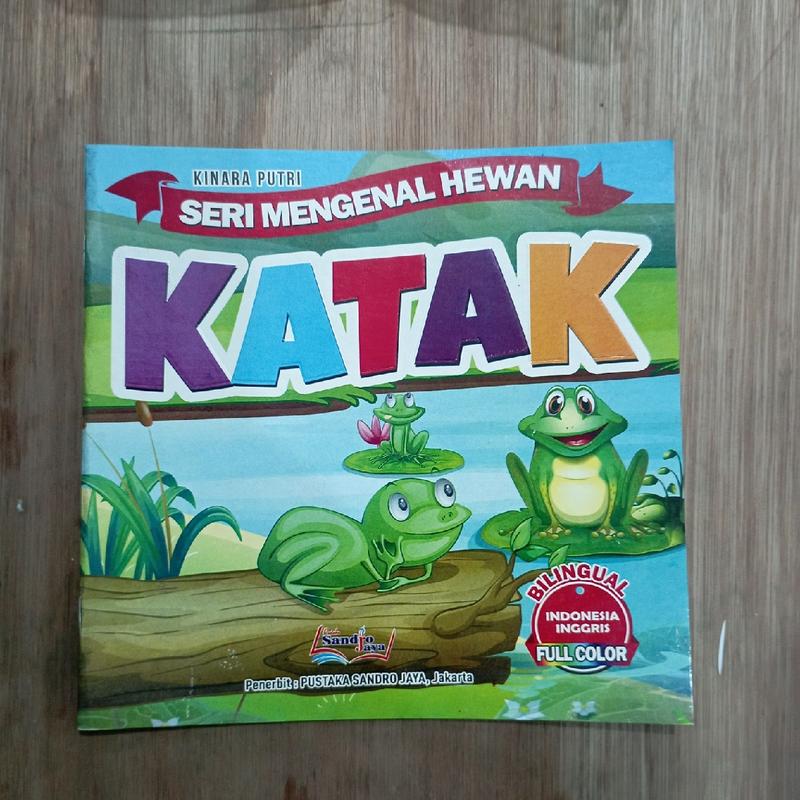 KINARA PUTRI
SERI MENGENAL HEWAN
KATAK
BILINGUAL
INDONESIA
INGGRIS
FULL COLOR
Sandro
Jaya
Penerbit : PUSTAKA SANDRO JAYA, Jakarta